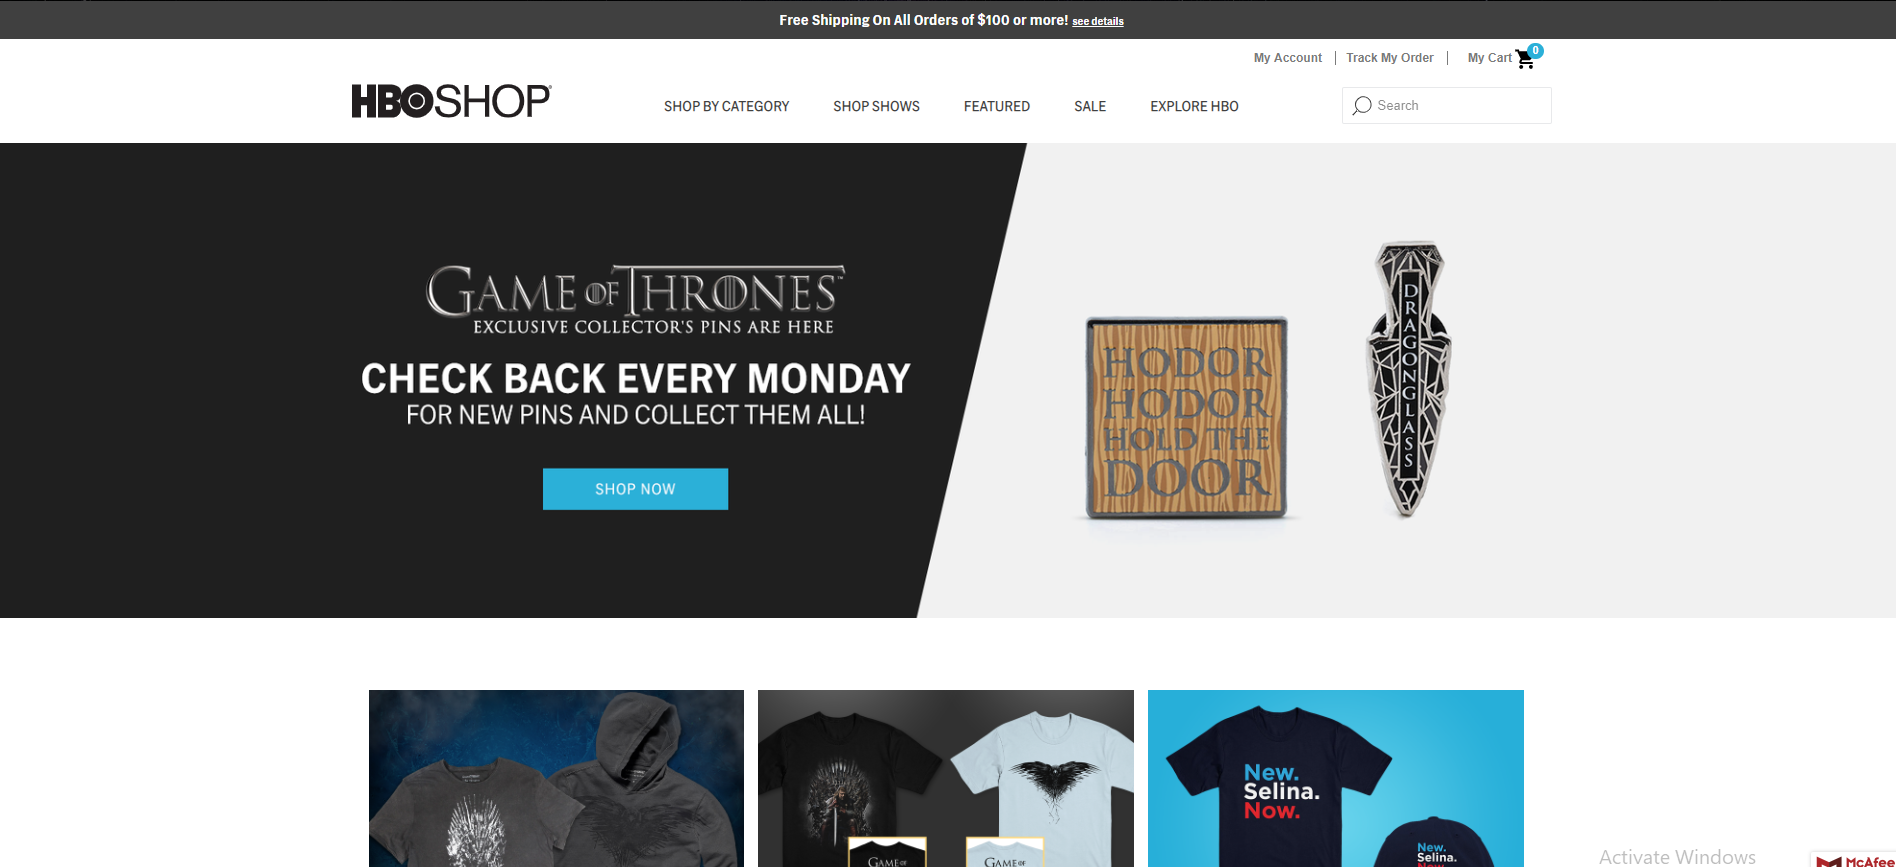 Free Shipping On All Orders of $100 or more! see details
My Account | Track My Order | My Cart 0
HBOSHOP
SHOP BY CATEGORY SHOP SHOWS FEATURED SALE EXPLORE HBO Search
GAME OF THRONES™
EXCLUSIVE COLLECTOR'S PINS ARE HERE
CHECK BACK EVERY MONDAY
FOR NEW PINS AND COLLECT THEM ALL!
SHOP NOW
HODOR
HODOR
HOLD THE
DOOR
DRAGONGLASS
New.
Selina.
Now.
GAME OF
GAME OF
New.
Selina.
Now.
Activate Windows
McAfee